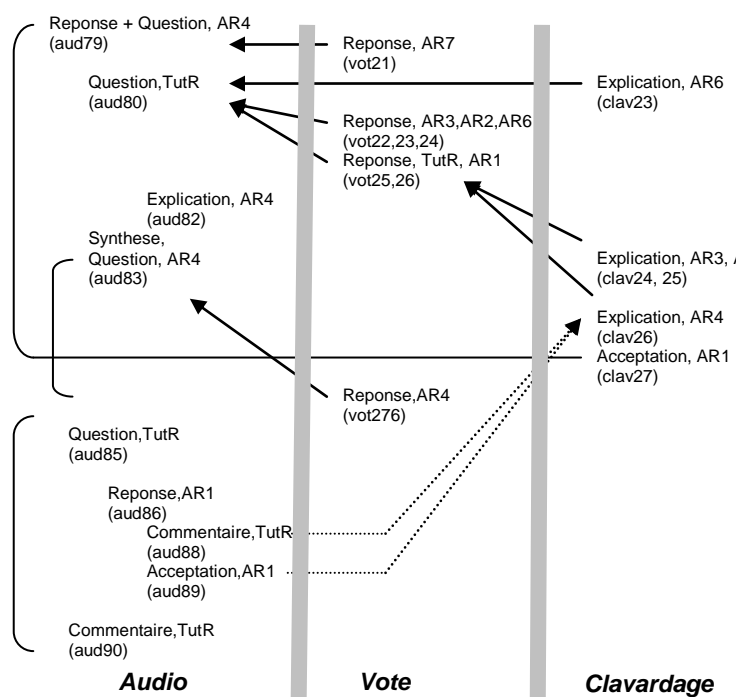 Reponse + Question, AR4
(aud79)
Reponse, AR7
(vot21)
Question,TutR
(aud80)
Explication, AR6
(clav23)
Reponse, AR3,AR2,AR6
(vot22,23,24)
Reponse, TutR, AR1
(vot25,26)
Explication, AR4
(aud82)
Synthese,
Question, AR4
(aud83)
Explication, AR3,
(clav24, 25)
Explication, AR4
(clav26)
Acceptation, AR1
(clav27)
Reponse,AR4
(vot276)
Question,TutR
(aud85)
Reponse,AR1
(aud86)
Commentaire,TutR
(aud88)
Acceptation,AR1
(aud89)
Commentaire,TutR
(aud90)
Audio
Vote
Clavardage